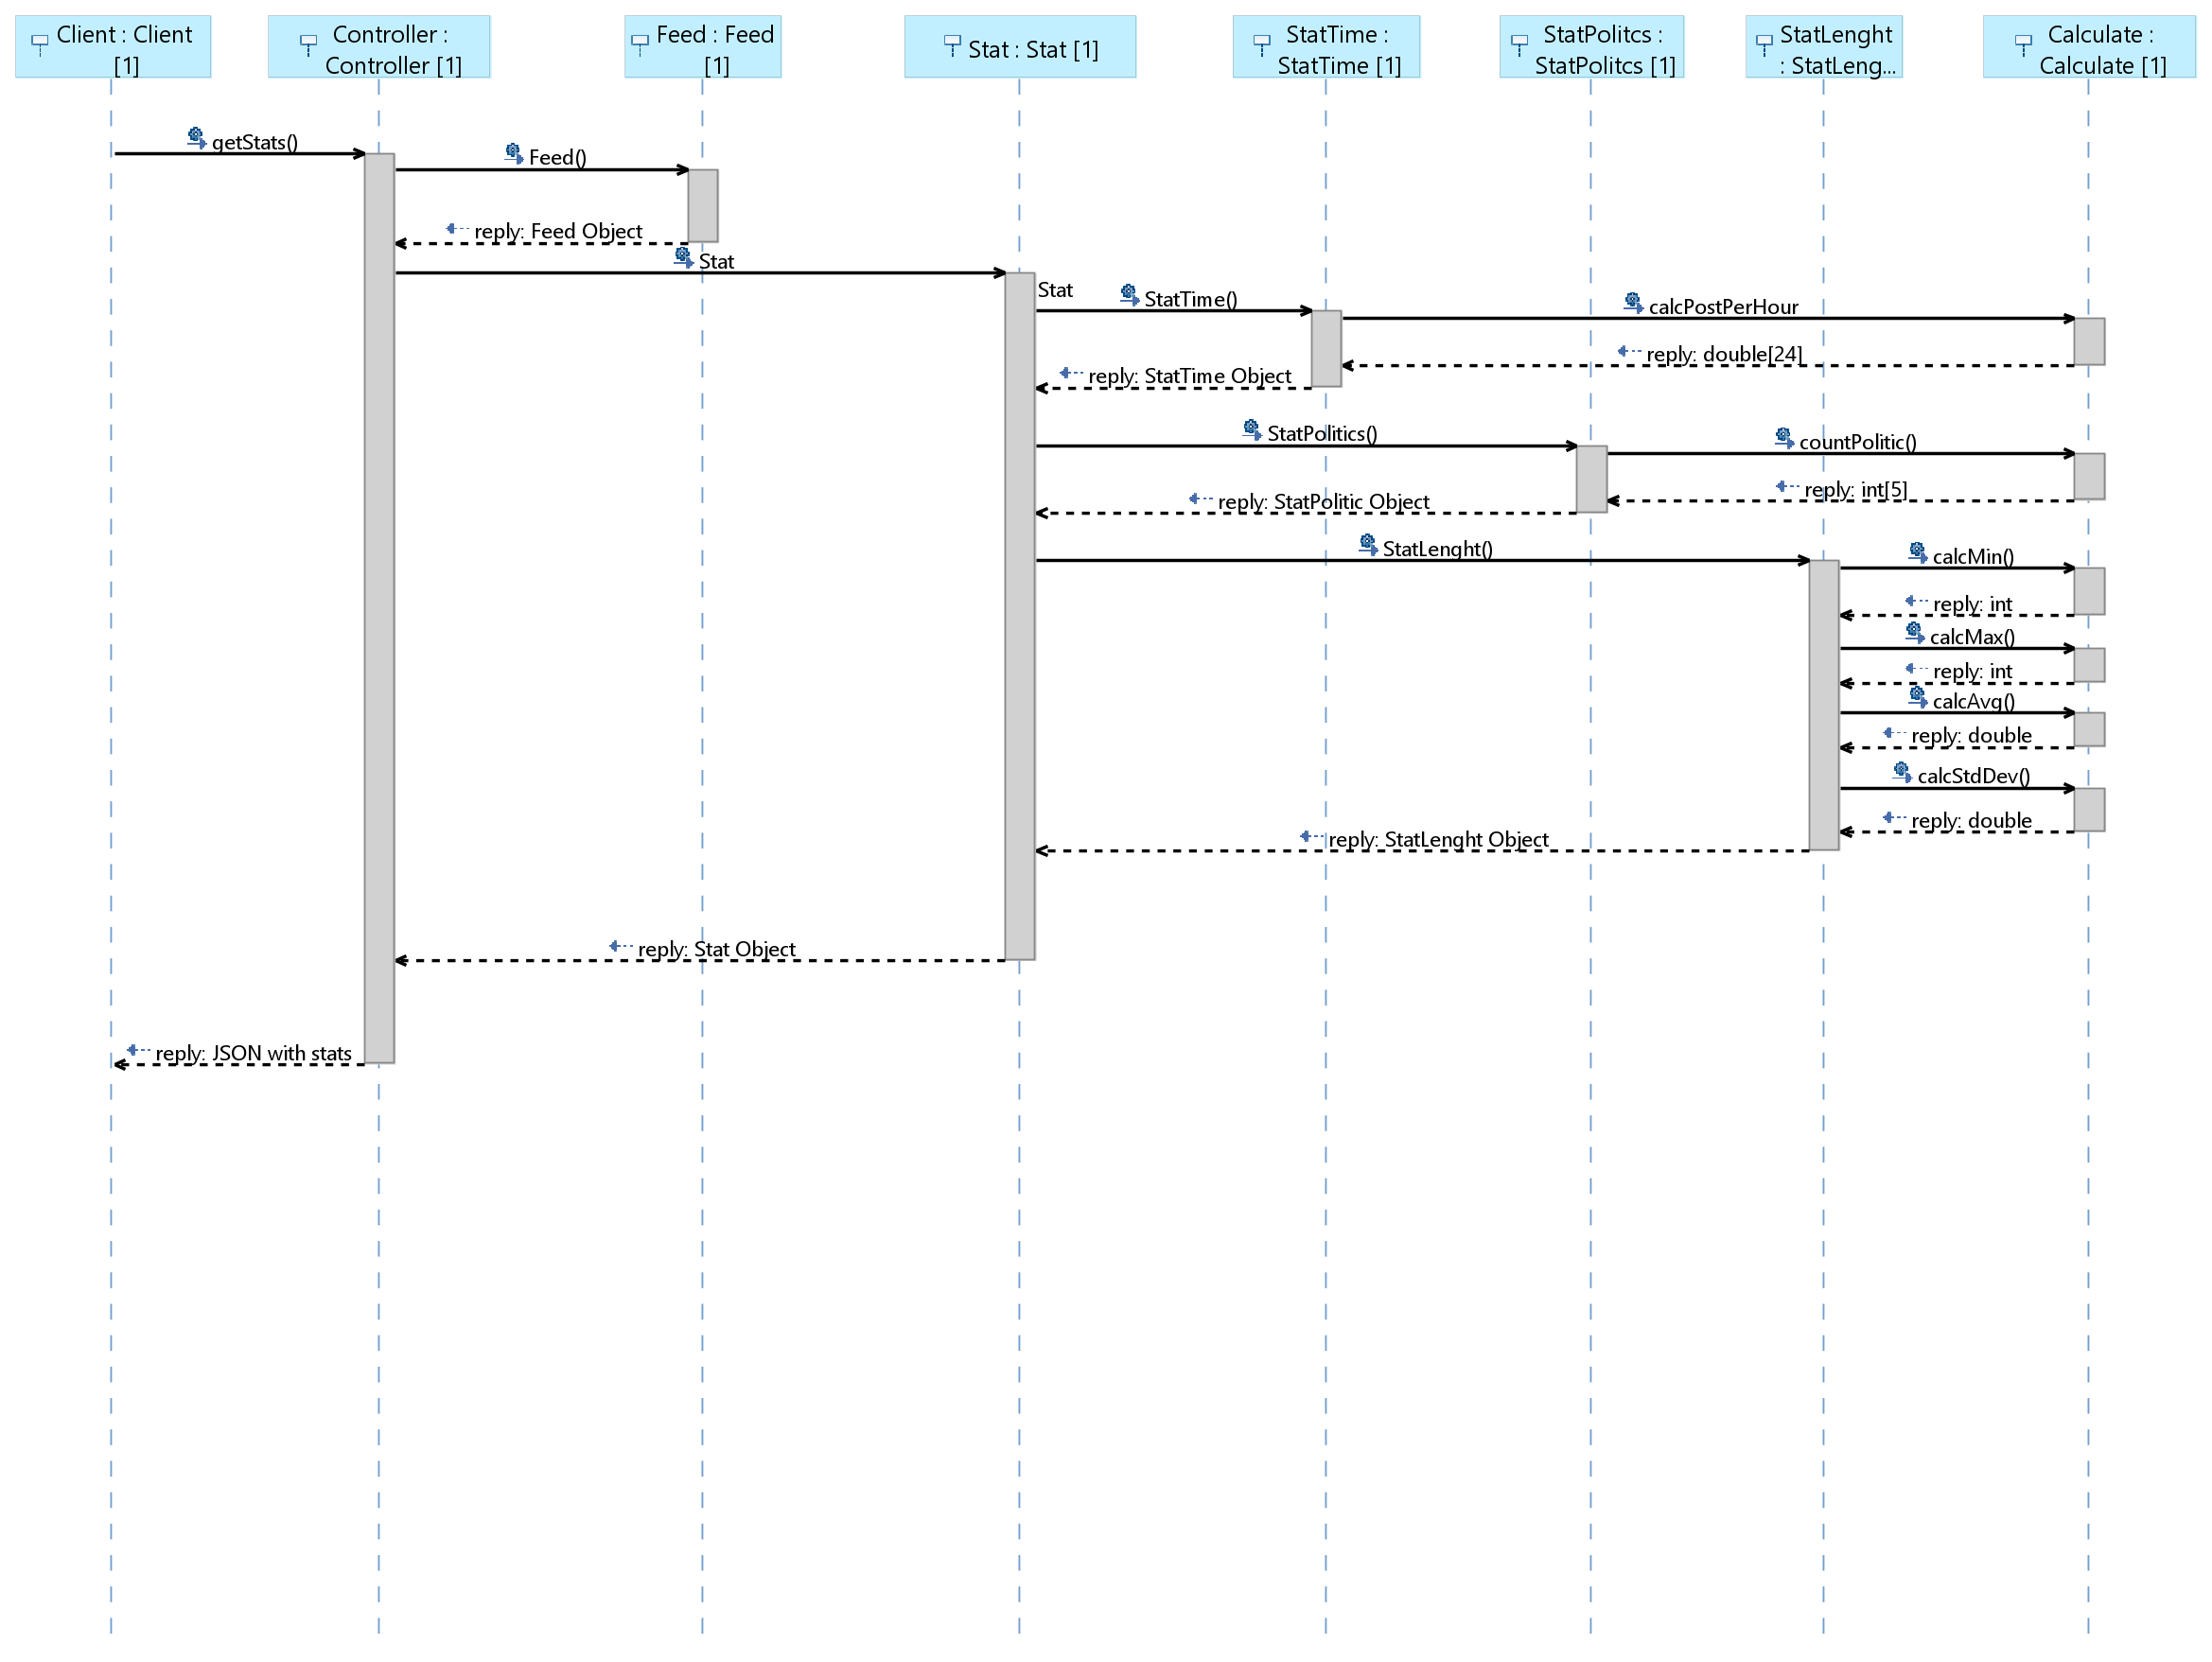 Client : Client
[1]
Controller :
Controller [1]
Feed : Feed
[1]
Stat : Stat [1]
StatTime :
StatTime [1]
StatPolitcs :
StatPolitcs [1]
StatLenght
: StatLeng...
Calculate :
Calculate [1]
getStats()
Feed()
reply: Feed Object
Stat
Stat
StatTime()
calcPostPerHour
reply: double[24]
reply: StatTime Object
StatPolitics()
countPolitic()
reply: int[5]
reply: StatPolitic Object
StatLenght()
calcMin()
reply: int
calcMax()
reply: int
calcAvg()
reply: double
calcStdDev()
reply: double
reply: StatLenght Object
reply: Stat Object
reply: JSON with stats